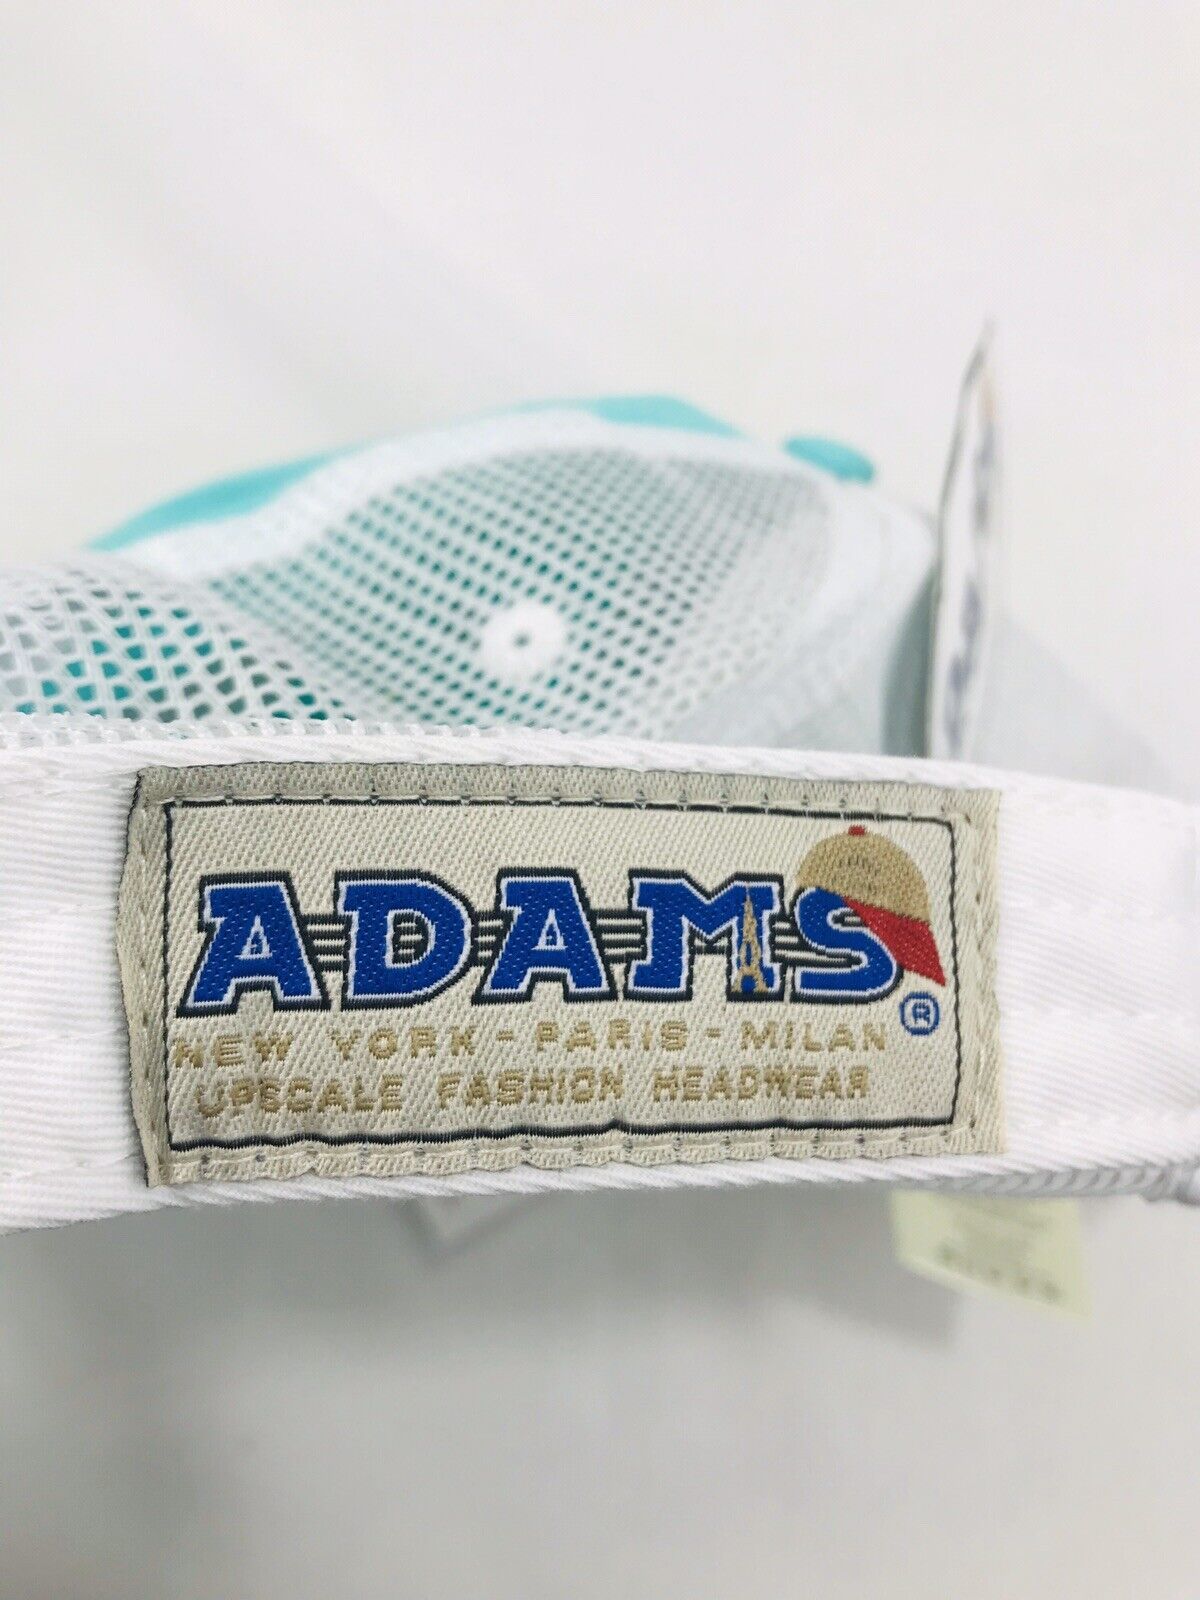 ADAMS®
NEW YORK - PARIS - MILAN
UPSCALE FASHION HEADWEAR